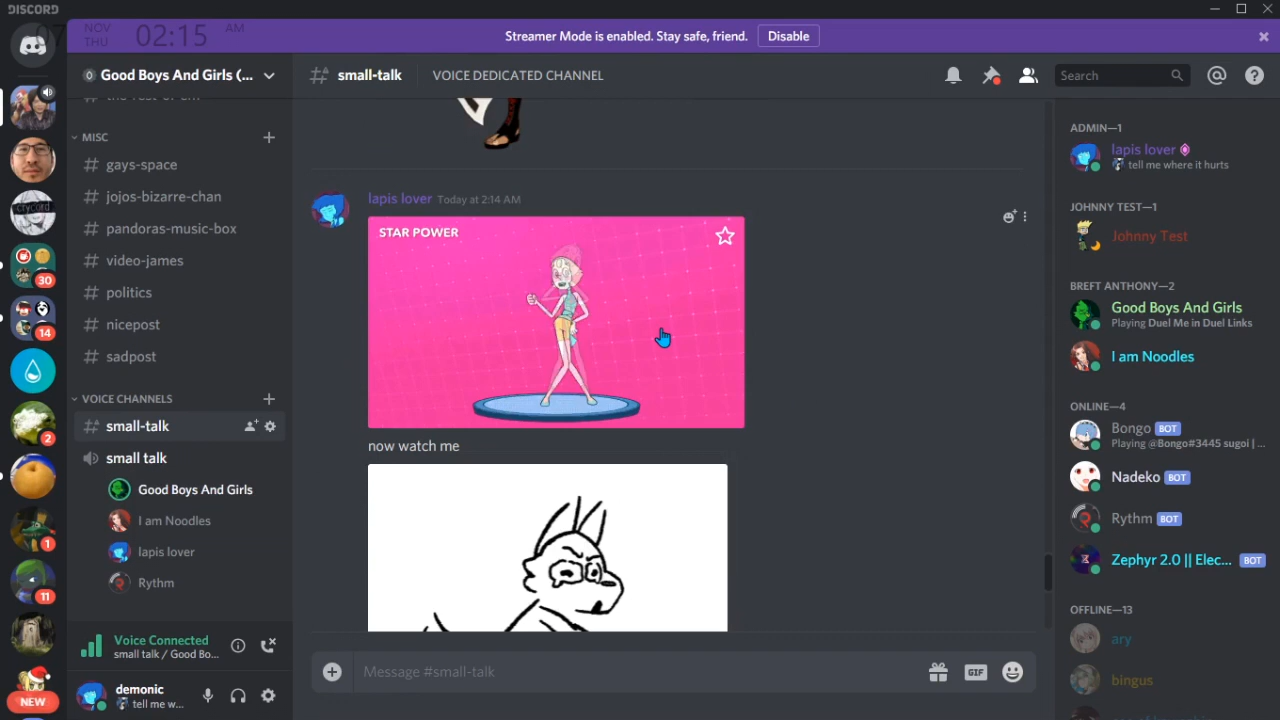 DISCORD
NOV
THU
02:15
AM
Streamer Mode is enabled. Stay safe, friend.
Disable
Good Boys And Girls (...
small-talk
VOICE DEDICATED CHANNEL
Search
MISC
gays-space
jojos-bizarre-chan
pandoras-music-box
video-james
politics
nicepost
sadpost
VOICE CHANNELS
small-talk
small talk
Good Boys And Girls
I am Noodles
lapis lover
Rythm
Voice Connected
small talk / Good Bo...
demonic
tell me w...
30
14
2
1
11
NEW
crycord
lapis lover Today at 2:14 AM
STAR POWER
now watch me
Message #small-talk
GIF
ADMIN—1
lapis lover
tell me where it hurts
JOHNNY TEST—1
Johnny Test
BREFT ANTHONY—2
Good Boys And Girls
Playing Duel Me in Duel Links
I am Noodles
ONLINE—4
Bongo BOT
Playing @Bongo#3445 sugoi | ...
Nadeko BOT
Rythm BOT
Zephyr 2.0 || Elec... BOT
OFFLINE—13
ary
bingus